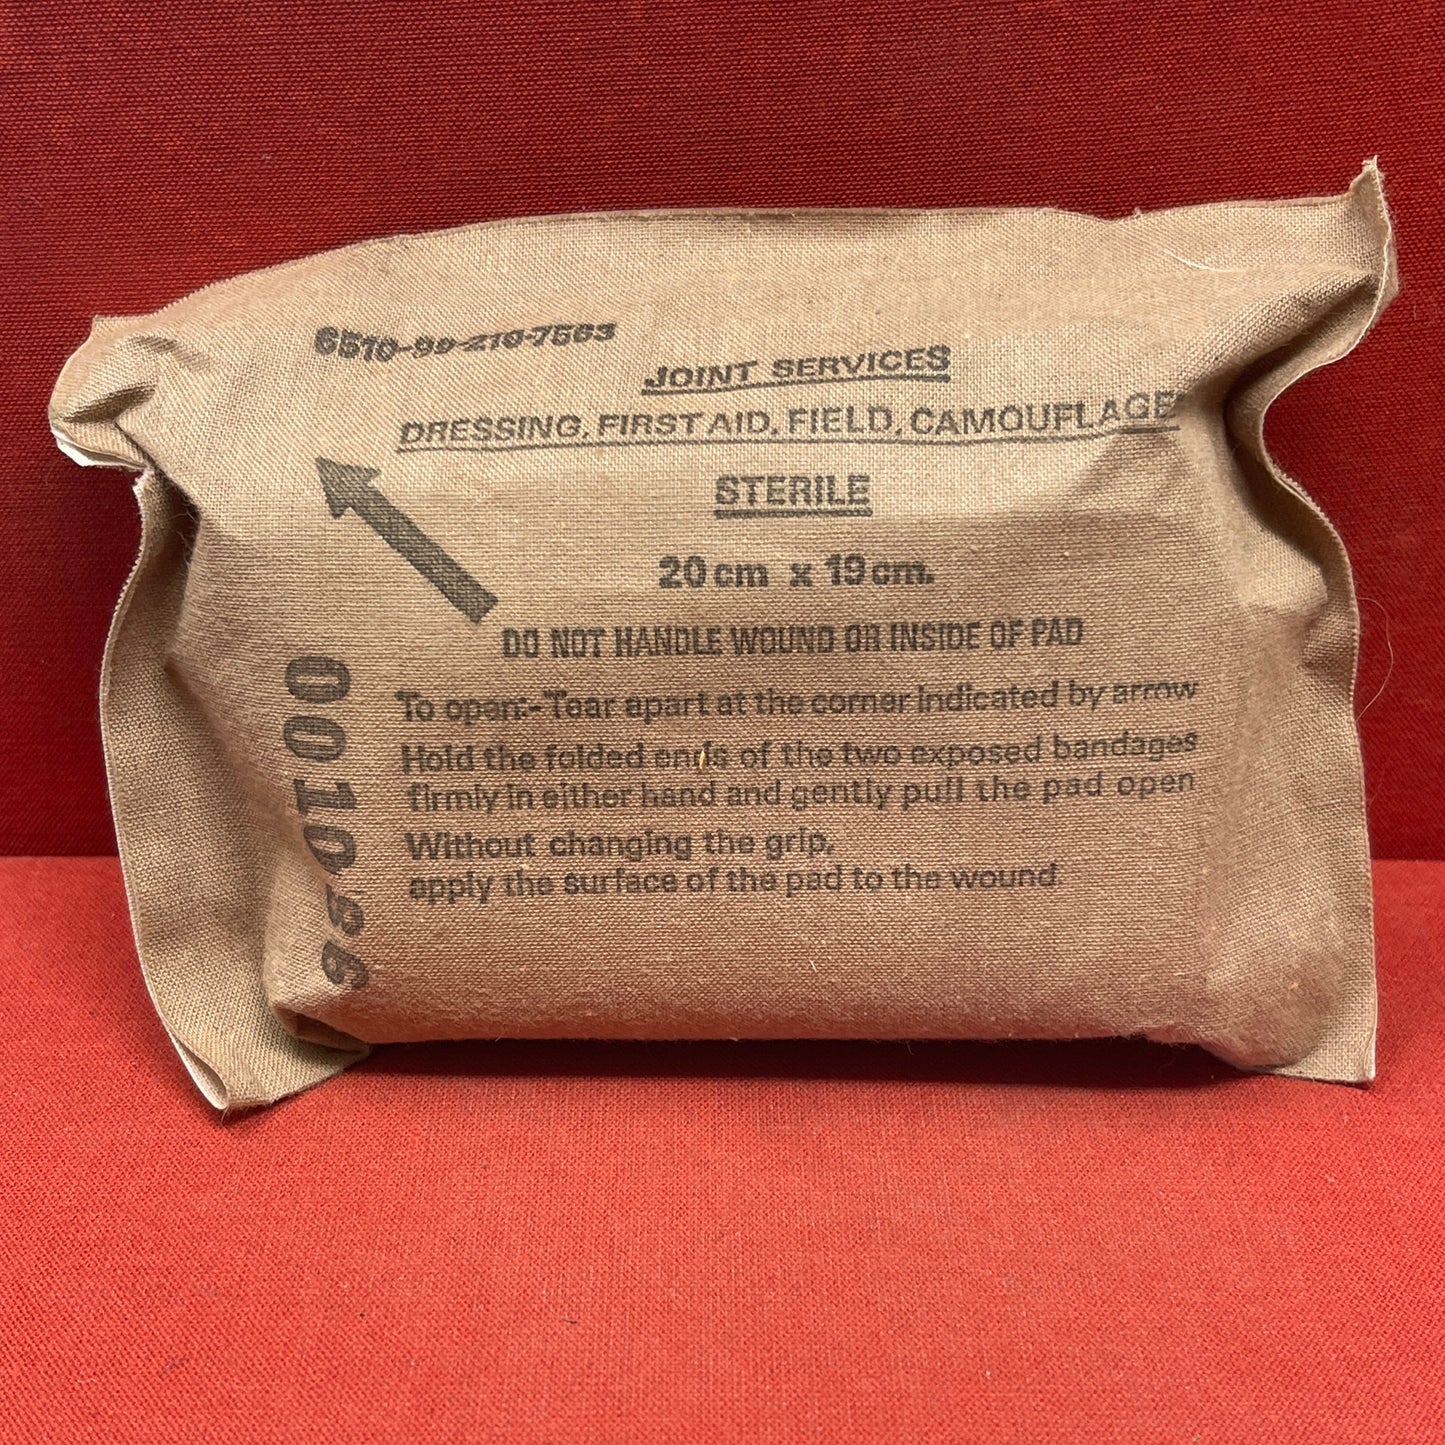 6510-99-210-7563
JOINT SERVICES
DRESSING, FIRST AID, FIELD, CAMOUFLAGE
STERILE
20 cm x 19 cm.
DO NOT HANDLE WOUND OR INSIDE OF PAD
To open:- Tear apart at the corner indicated by arrow
Hold the folded ends of the two exposed bandages
firmly in either hand and gently pull the pad open
Without changing the grip,
apply the surface of the pad to the wound